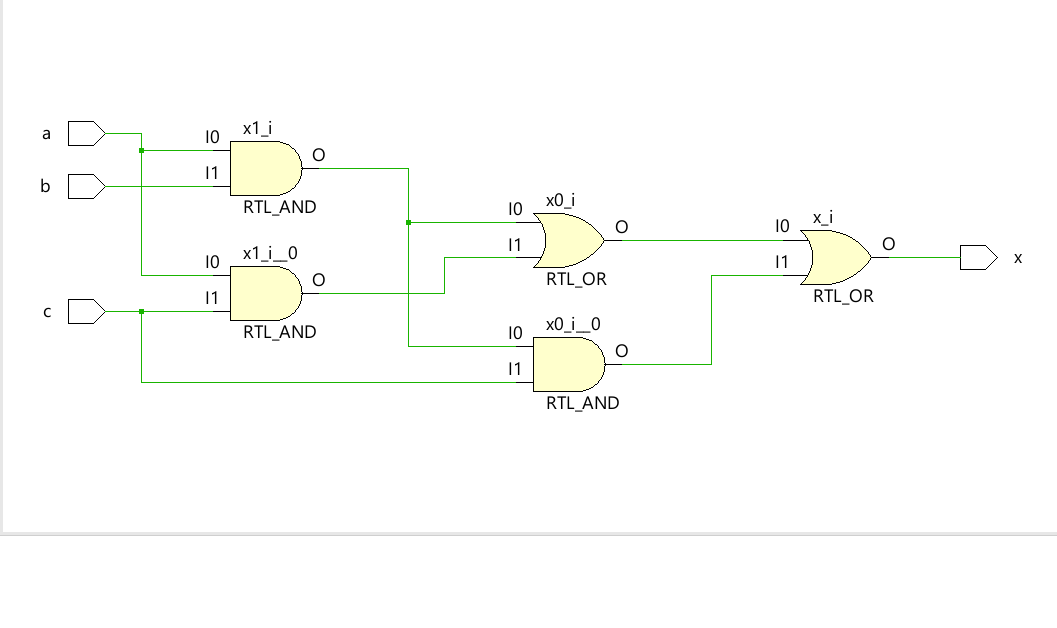 a
b
c
I0
I1
x1_i
O
RTL_AND
I0
I1
x1_i__0
O
RTL_AND
I0
I1
x0_i
O
RTL_OR
I0
I1
x0_i__0
O
RTL_AND
I0
I1
x_i
O
RTL_OR
x